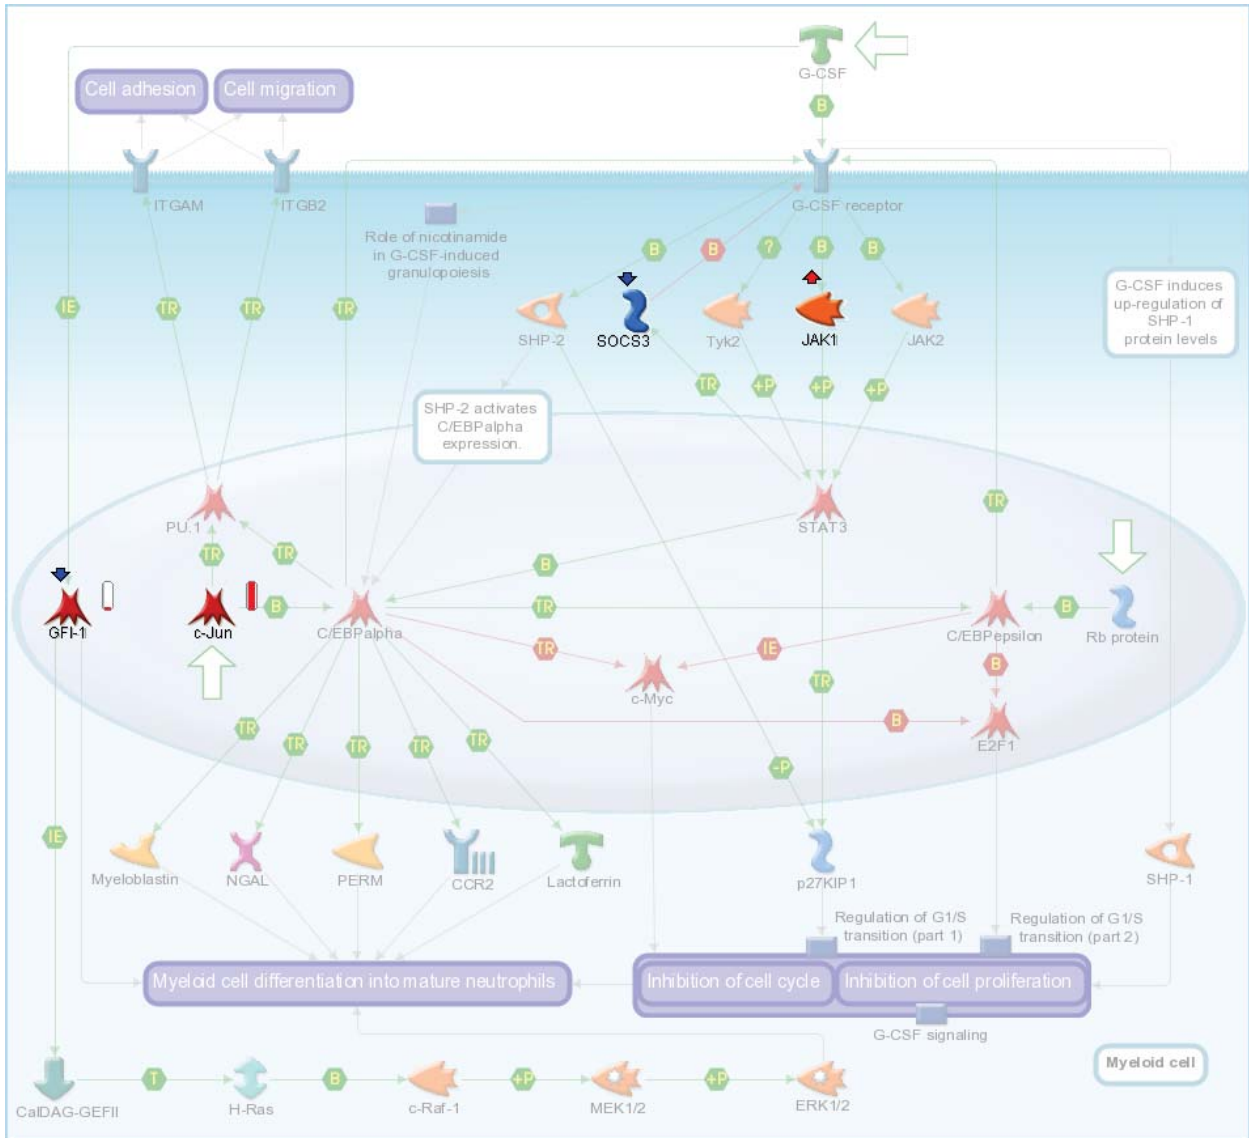 G-CSF
Cell adhesion
Cell migration
B
ITGAM
ITGB2
G-CSF receptor
Role of nicotinamide
in G-CSF-induced
granulopoiesis
B
B
?
B
B
IE
TR
TR
TR
G-CSF induces
up-regulation of
SHP-1
protein levels
SHP-2
SOCS3
Tyk2
JAK1
JAK2
TR
+P
+P
+P
SHP-2 activates
C/EBPalpha
expression.
PU.1
STAT3
TR
TR
TR
B
GFI-1
c-Jun
B
C/EBPalpha
TR
C/EBPepsilon
B
Rb protein
TR
IE
B
c-Myc
TR
B
E2F1
TR
TR
TR
TR
TR
-P
IE
Myeloblastin
NGAL
PERM
CCR2
Lactoferrin
p27KIP1
SHP-1
Regulation of G1/S
transition (part 1)
Regulation of G1/S
transition (part 2)
Myeloid cell differentiation into mature neutrophils
Inhibition of cell cycle
Inhibition of cell proliferation
G-CSF signaling
Myeloid cell
CalDAG-GEFII
T
H-Ras
B
c-Raf-1
+P
MEK1/2
+P
ERK1/2